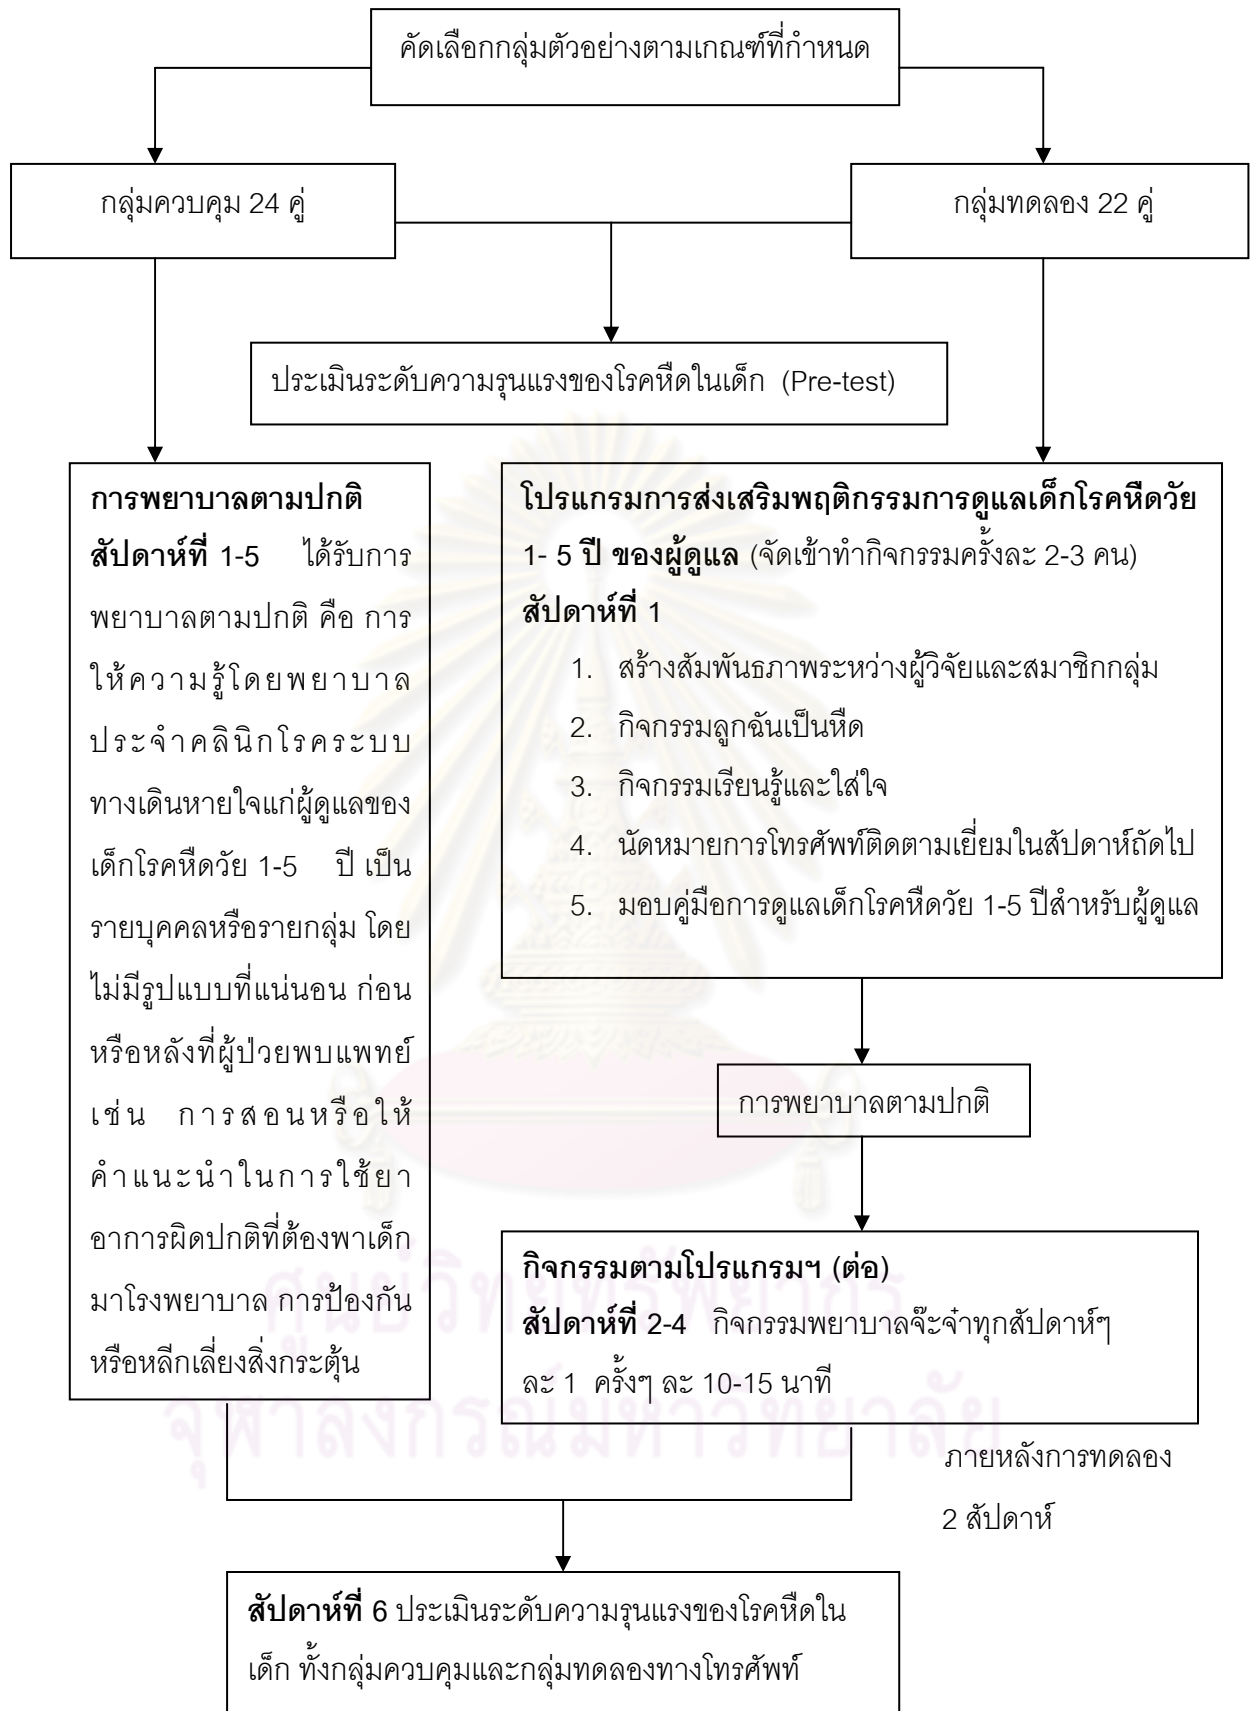 คัดเลือกกลุ่มตัวอย่างตามเกณฑ์ที่กำหนด
กลุ่มควบคุม 24 คู่
กลุ่มทดลอง 22 คู่
ประเมินระดับความรุนแรงของโรคหืดในเด็ก (Pre-test)
การพยาบาลตามปกติ
สัปดาห์ที่ 1-5 ได้รับการ
พยาบาลตามปกติ คือ การ
ให้ความรู้โดยพยาบาล
ประจำคลินิกโรคระบบ
ทางเดินหายใจแก่ผู้ดูแลของ
เด็กโรคหืดวัย 1-5 ปี เป็น
รายบุคคลหรือรายกลุ่ม โดย
ไม่มีรูปแบบที่แน่นอน ก่อน
หรือหลังที่ผู้ป่วยพบแพทย์
เช่น การสอนหรือให้
คำแนะนำในการใช้ยา
อาการผิดปกติที่ต้องพาเด็ก
มาโรงพยาบาล การป้องกัน
หรือหลีกเลี่ยงสิ่งกระตุ้น
โปรแกรมการส่งเสริมพฤติกรรมการดูแลเด็กโรคหืดวัย
1- 5 ปี ของผู้ดูแล (จัดเข้าทำกิจกรรมครั้งละ 2-3 คน)
สัปดาห์ที่ 1
1. สร้างสัมพันธภาพระหว่างผู้วิจัยและสมาชิกกลุ่ม
2. กิจกรรมลูกฉันเป็นหืด
3. กิจกรรมเรียนรู้และใส่ใจ
4. นัดหมายการโทรศัพท์ติดตามเยี่ยมในสัปดาห์ถัดไป
5. มอบคู่มือการดูแลเด็กโรคหืดวัย 1-5 ปีสำหรับผู้ดูแล
การพยาบาลตามปกติ
กิจกรรมตามโปรแกรมฯ (ต่อ)
สัปดาห์ที่ 2-4 กิจกรรมพยาบาลจ๊ะจ๋าทุกสัปดาห์ๆ
ละ 1 ครั้งๆ ละ 10-15 นาที
ภายหลังการทดลอง
2 สัปดาห์
สัปดาห์ที่ 6 ประเมินระดับความรุนแรงของโรคหืดใน
เด็ก ทั้งกลุ่มควบคุมและกลุ่มทดลองทางโทรศัพท์
ศูนย์วิทยทรัพยากร
จุฬาลงกรณ์มหาวิทยาลัย